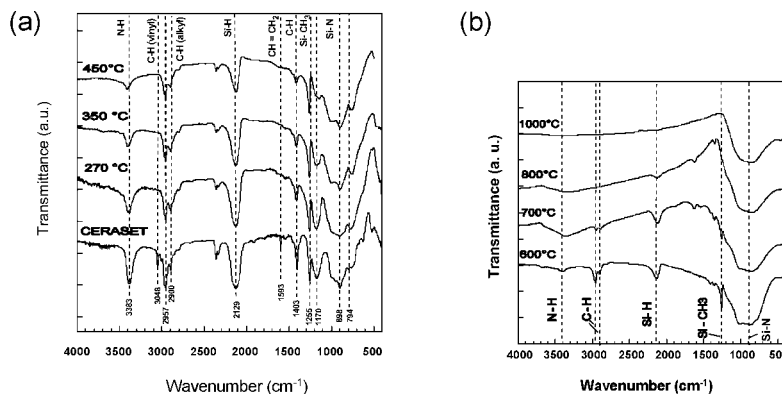 (a)
N-H
C-H (vinyl)
C-H (alkyl)
Si-H
CH = CH2
C-H
Si- CH3
Si-N
450°C
350 °C
270 °C
CERASET
3383
3048
2957
2900
2129
1593
1403
1255
1170
898
794
4000 3500 3000 2500 2000 1500 1000 500
Wavenumber (cm-1)
Transmittance (a.u.)
(b)
1000°C
800°C
700°C
600°C
N-H
C-H
Si-H
Si-CH3
Si-N
4000 3500 3000 2500 2000 1500 1000 500
Wavenumber (cm-1)
Transmittance (a. u.)